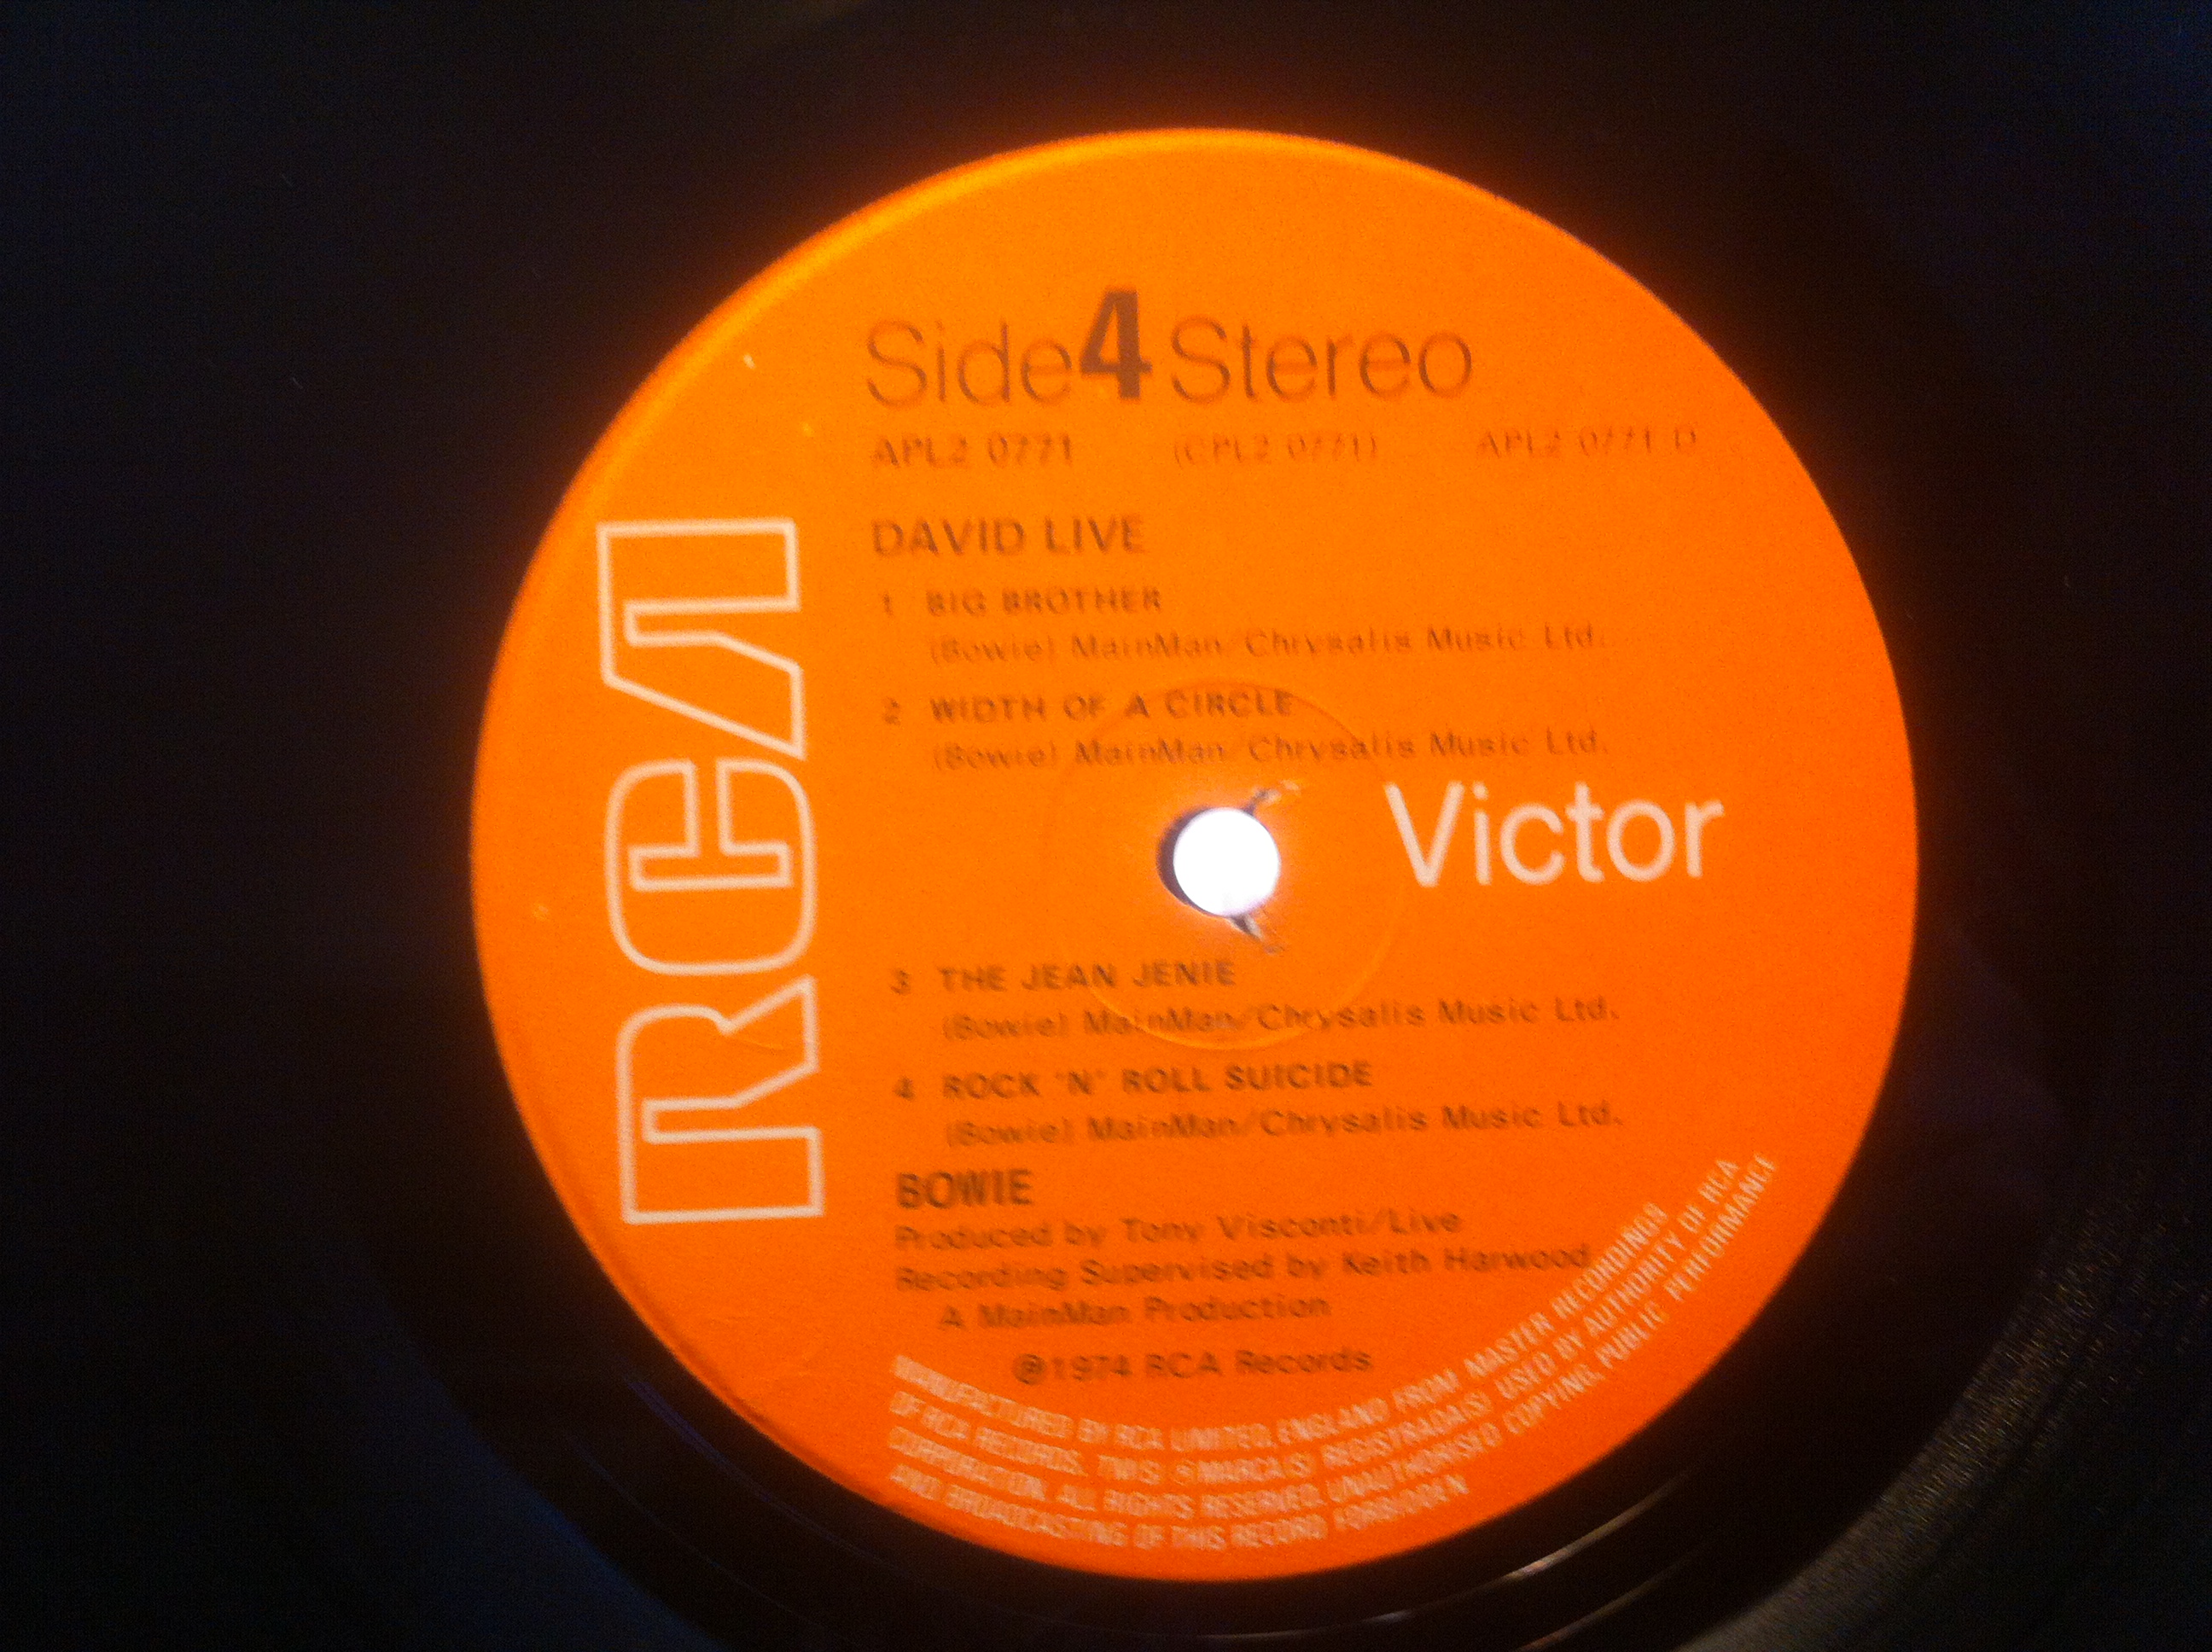 Side 4 Stereo
APL2 0771 (CPL2 0771) APL2 0771 D
DAVID LIVE
1 BIG BROTHER
(Bowie) MainMan/Chrysalis Music Ltd.
2 WIDTH OF A CIRCLE
(Bowie) MainMan/Chrysalis Music Ltd.
RCA
Victor
3 THE JEAN JENIE
(Bowie) MainMan/Chrysalis Music Ltd.
4 ROCK 'N' ROLL SUICIDE
(Bowie) MainMan/Chrysalis Music Ltd.
BOWIE
Produced by Tony Visconti/Live
Recording Supervised by Keith Harwood
A MainMan Production
℗1974 RCA Records
MANUFACTURED BY RCA LIMITED, ENGLAND FROM MASTER RECORDINGS
OF RCA RECORDS. TM(S) ® MARCA(S) REGISTRADA(S) USED BY AUTHORITY OF RCA
CORPORATION. ALL RIGHTS RESERVED. UNAUTHORISED COPYING, PUBLIC PERFORMANCE
AND BROADCASTING OF THIS RECORD FORBIDDEN